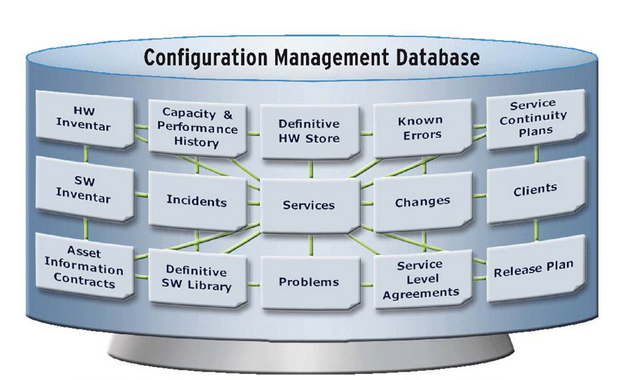 Configuration Management Database
HW
Inventar
Capacity &
Performance
History
Definitive
HW Store
Known
Errors
Service
Continuity
Plans
SW
Inventar
Incidents
Services
Changes
Clients
Asset
Information
Contracts
Definitive
SW Library
Problems
Service
Level
Agreements
Release Plan